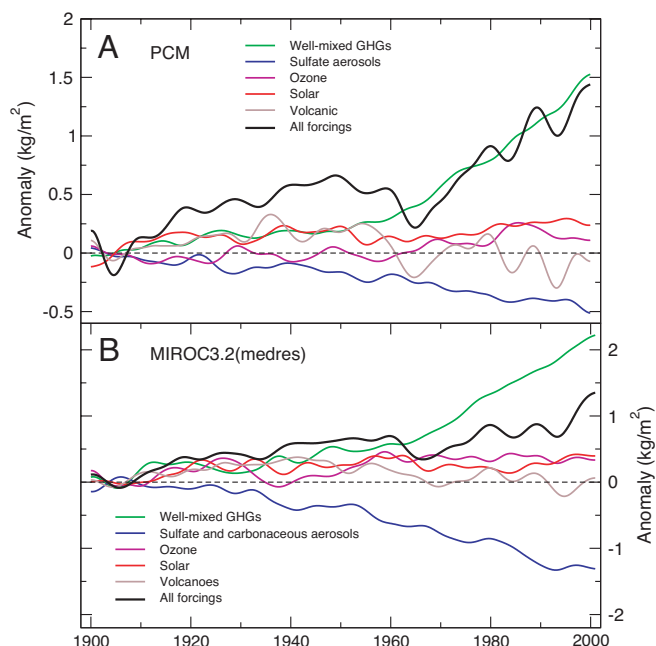 2
A
PCM
Well-mixed GHGs
Sulfate aerosols
Ozone
Solar
Volcanic
All forcings
1.5
1
0.5
0
-0.5
Anomaly (kg/m²)
B
MIROC3.2(medres)
2
1
0
-1
-2
Anomaly (kg/m²)
Well-mixed GHGs
Sulfate and carbonaceous aerosols
Ozone
Solar
Volcanoes
All forcings
1900 1920 1940 1960 1980 2000